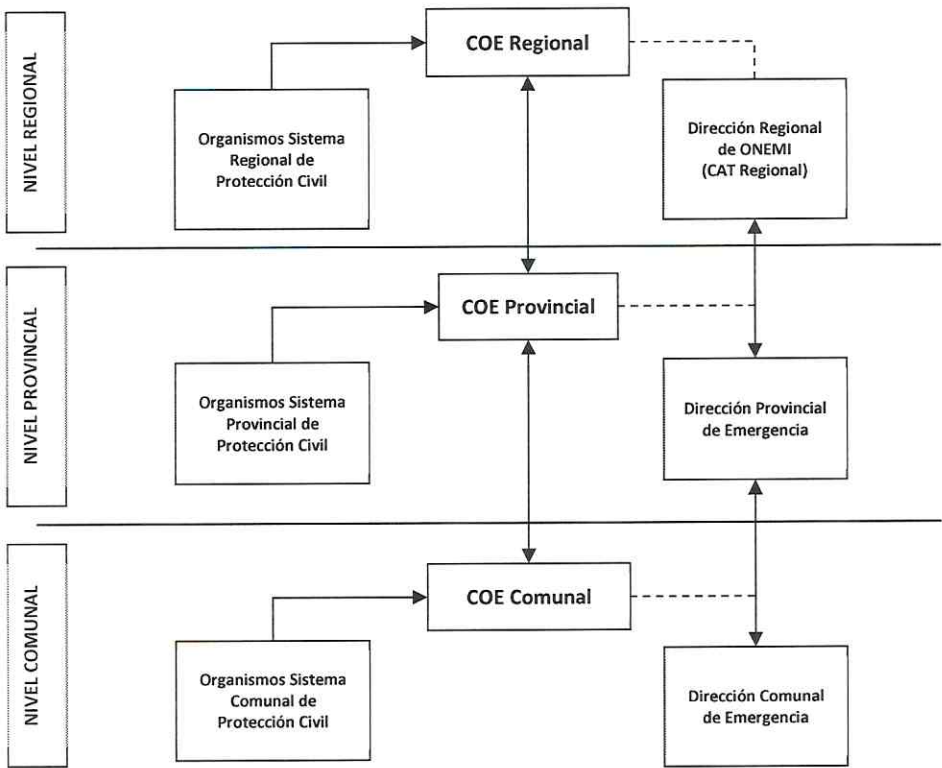 NIVEL REGIONAL
COE Regional
Organismos Sistema
Regional de
Protección Civil
Dirección Regional
de ONEMI
(CAT Regional)
NIVEL PROVINCIAL
COE Provincial
Organismos Sistema
Provincial de
Protección Civil
Dirección Provincial
de Emergencia
NIVEL COMUNAL
COE Comunal
Organismos Sistema
Comunal de
Protección Civil
Dirección Comunal
de Emergencia